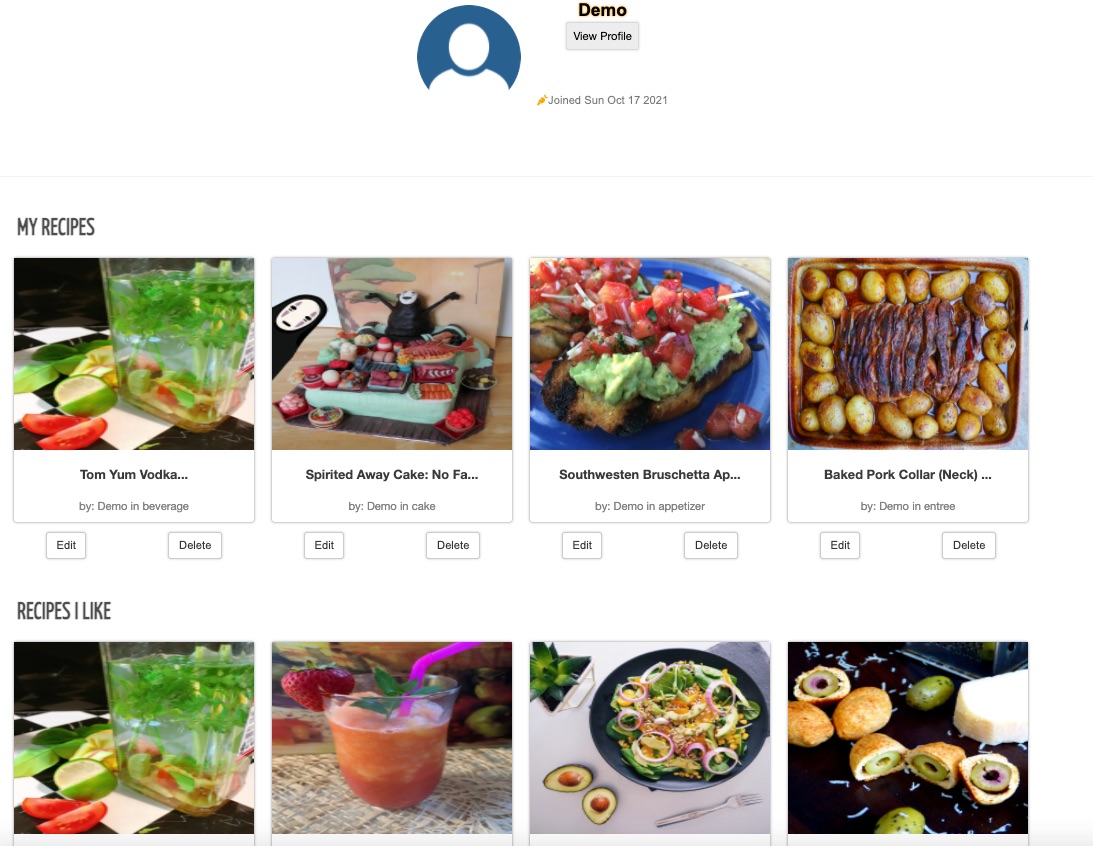 Demo
View Profile
Joined Sun Oct 17 2021
MY RECIPES
Tom Yum Vodka...
by: Demo in beverage
Edit
Delete
Spirited Away Cake: No Fa...
by: Demo in cake
Edit
Delete
Southwesten Bruschetta Ap...
by: Demo in appetizer
Edit
Delete
Baked Pork Collar (Neck) ...
by: Demo in entree
Edit
Delete
RECIPES I LIKE